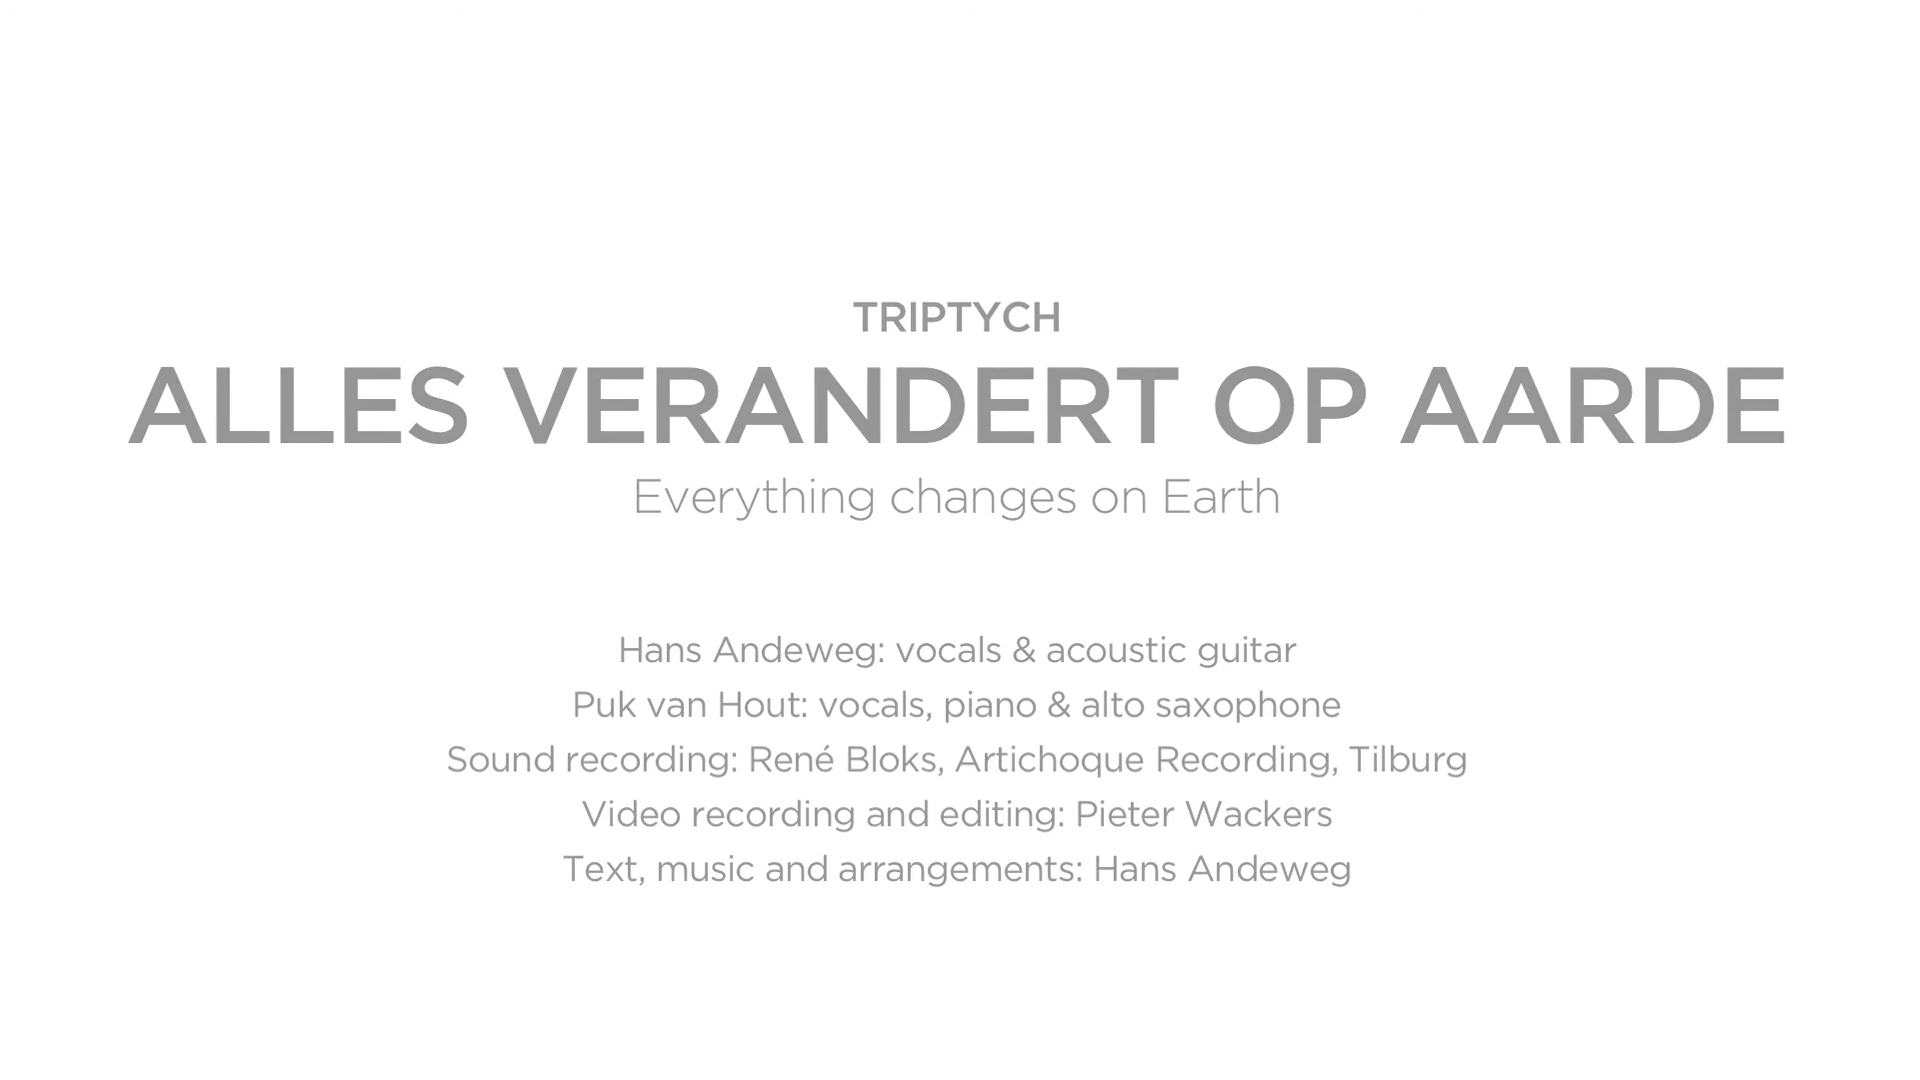 TRIPTYCH
ALLES VERANDERT OP AARDE
Everything changes on Earth
Hans Andeweg: vocals & acoustic guitar
Puk van Hout: vocals, piano & alto saxophone
Sound recording: René Bloks, Artichoque Recording, Tilburg
Video recording and editing: Pieter Wackers
Text, music and arrangements: Hans Andeweg